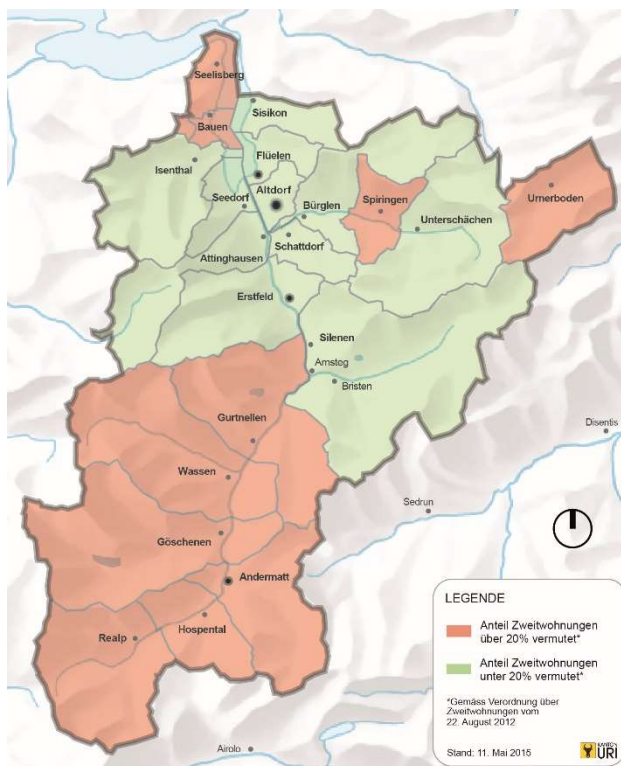 Seelisberg
Sisikon
Bauen
Isenthal
Flüelen
Altdorf
Seedorf
Bürglen
Spiringen
Urnerboden
Unterschächen
Schattdorf
Attinghausen
Erstfeld
Silenen
Amsteg
Bristen
Gurtnellen
Disentis
Wassen
Sedrun
Göschenen
Andermatt
Realp
Hospental
Airolo
LEGENDE
Anteil Zweitwohnungen
über 20% vermutet*
Anteil Zweitwohnungen
unter 20% vermutet*
*Gemäss Verordnung über
Zweitwohnungen vom
22. August 2012
Stand: 11. Mai 2015
KANTON
URI